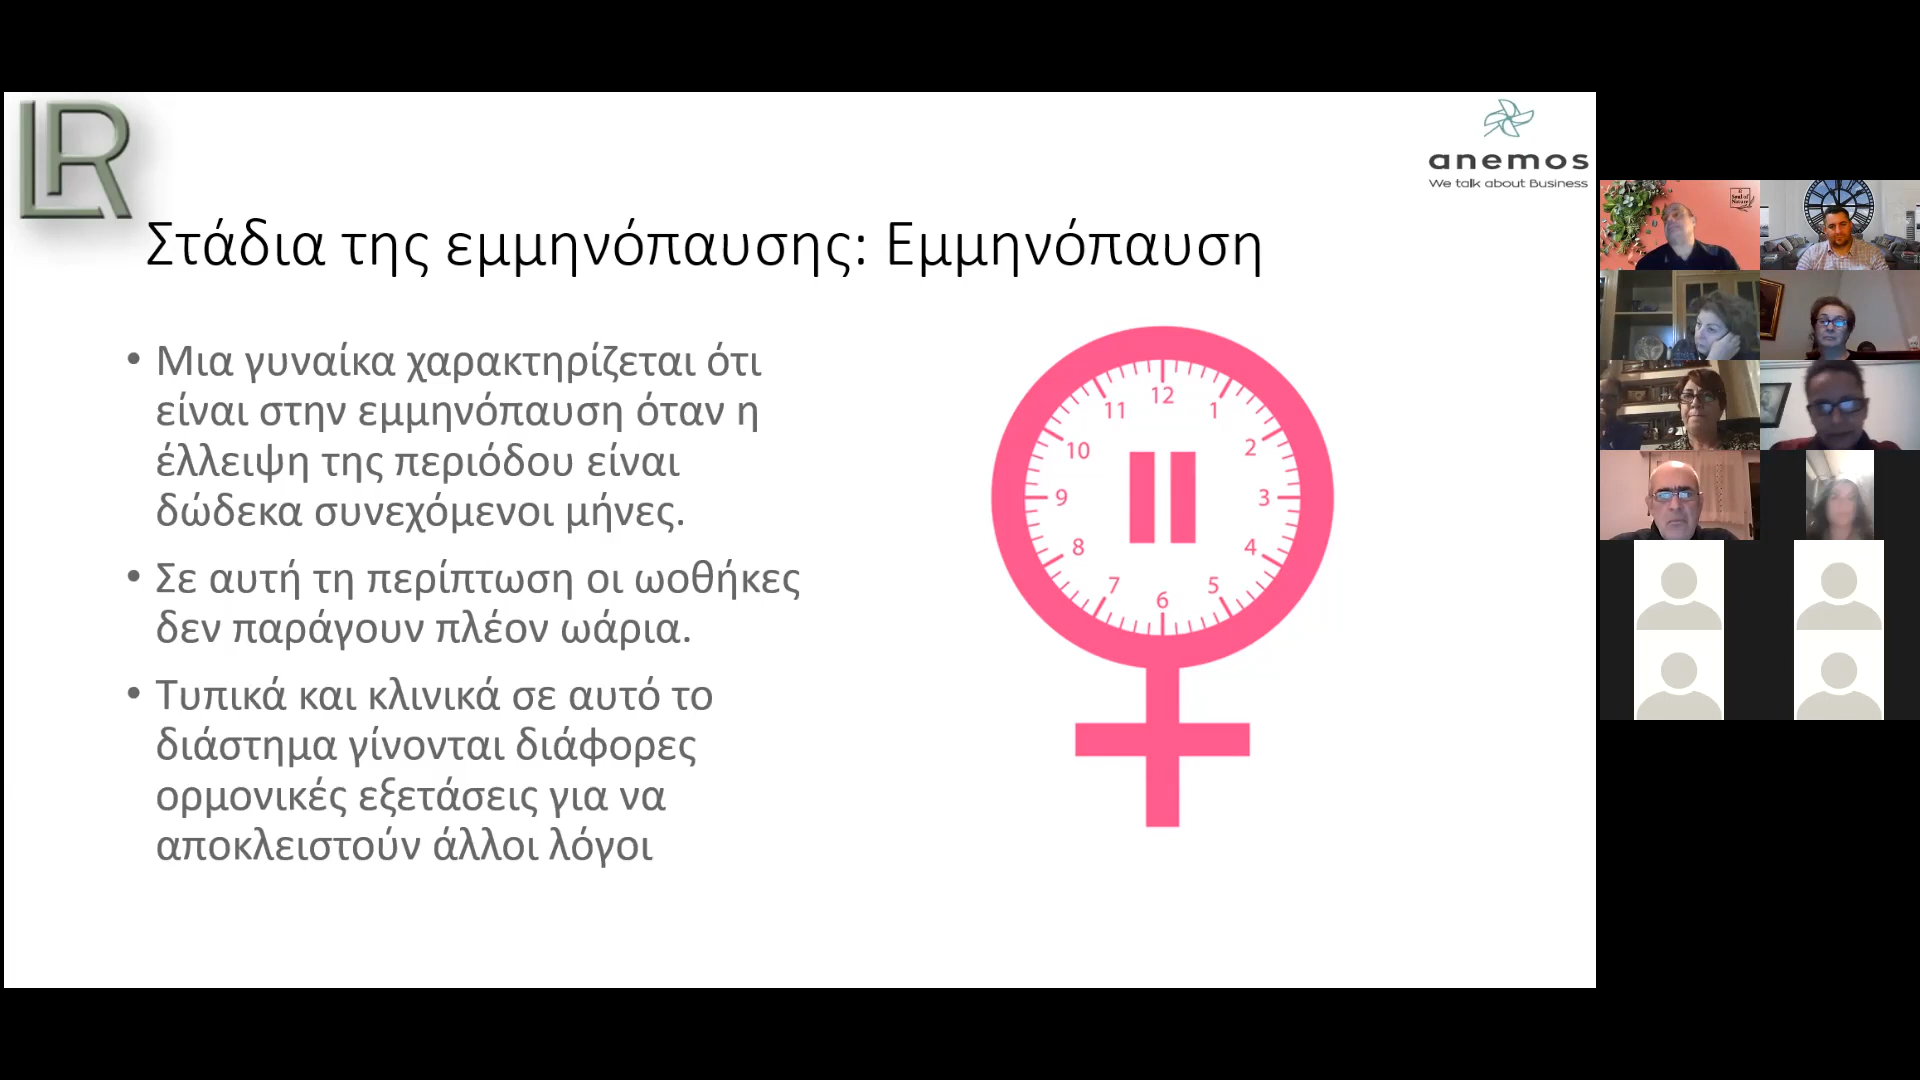 LR
anemos
We talk about Business
Στάδια της εμμηνόπαυσης: Εμμηνόπαυση
• Μια γυναίκα χαρακτηρίζεται ότι
είναι στην εμμηνόπαυση όταν η
έλλειψη της περιόδου είναι
δώδεκα συνεχόμενοι μήνες.
• Σε αυτή τη περίπτωση οι ωοθήκες
δεν παράγουν πλέον ωάρια.
• Τυπικά και κλινικά σε αυτό το
διάστημα γίνονται διάφορες
ορμονικές εξετάσεις για να
αποκλειστούν άλλοι λόγοι
12
1
2
3
4
5
6
7
8
9
10
11
Soul of
Nature